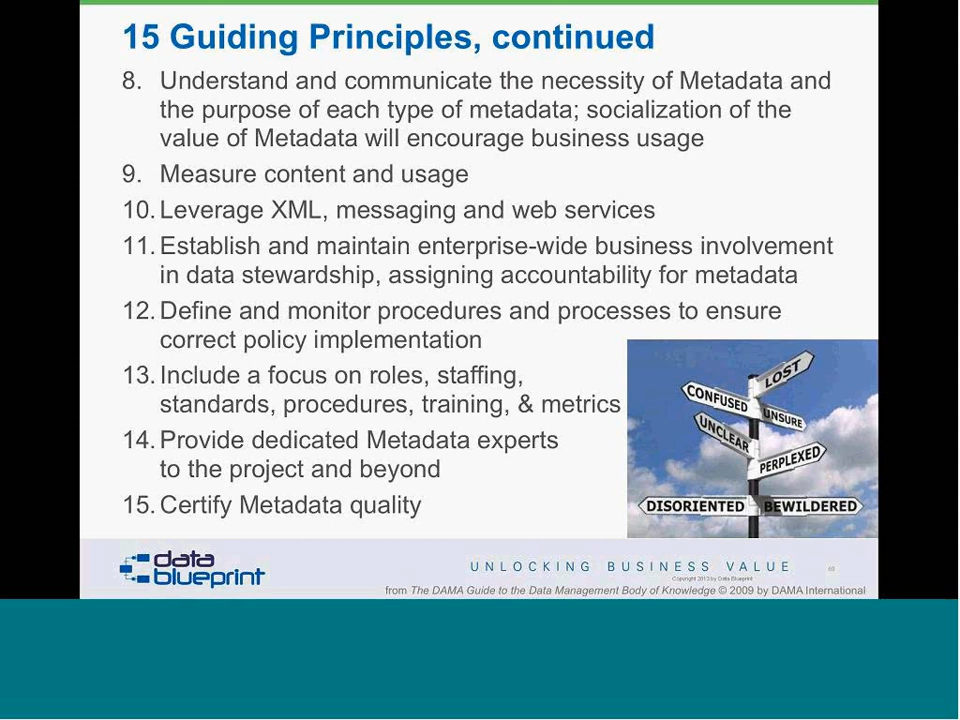 15 Guiding Principles, continued
8. Understand and communicate the necessity of Metadata and
the purpose of each type of metadata; socialization of the
value of Metadata will encourage business usage
9. Measure content and usage
10. Leverage XML, messaging and web services
11. Establish and maintain enterprise-wide business involvement
in data stewardship, assigning accountability for metadata
12. Define and monitor procedures and processes to ensure
correct policy implementation
13. Include a focus on roles, staffing,
standards, procedures, training, & metrics
14. Provide dedicated Metadata experts
to the project and beyond
15. Certify Metadata quality
LOST
CONFUSED
UNSURE
UNCLEAR
PERPLEXED
DISORIENTED
BEWILDERED
data
blueprint
UNLOCKING BUSINESS VALUE
Copyright 2013 by Data Blueprint
from The DAMA Guide to the Data Management Body of Knowledge © 2009 by DAMA International